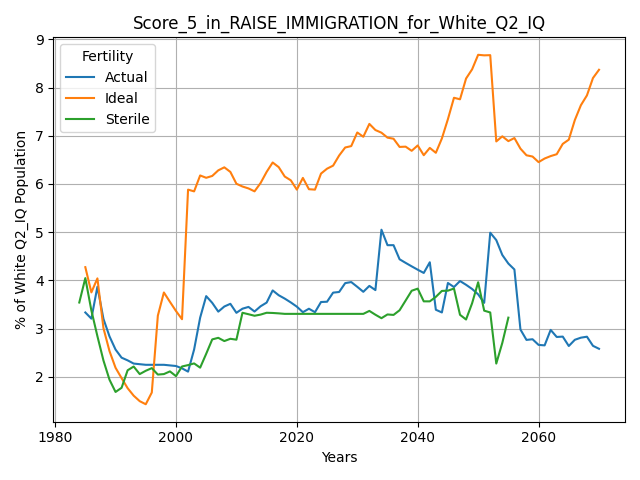 Score_5_in_RAISE_IMMIGRATION_for_White_Q2_IQ
Fertility
Actual
Ideal
Sterile
% of White Q2_IQ Population
9
8
7
6
5
4
3
2
1980
2000
2020
2040
2060
Years